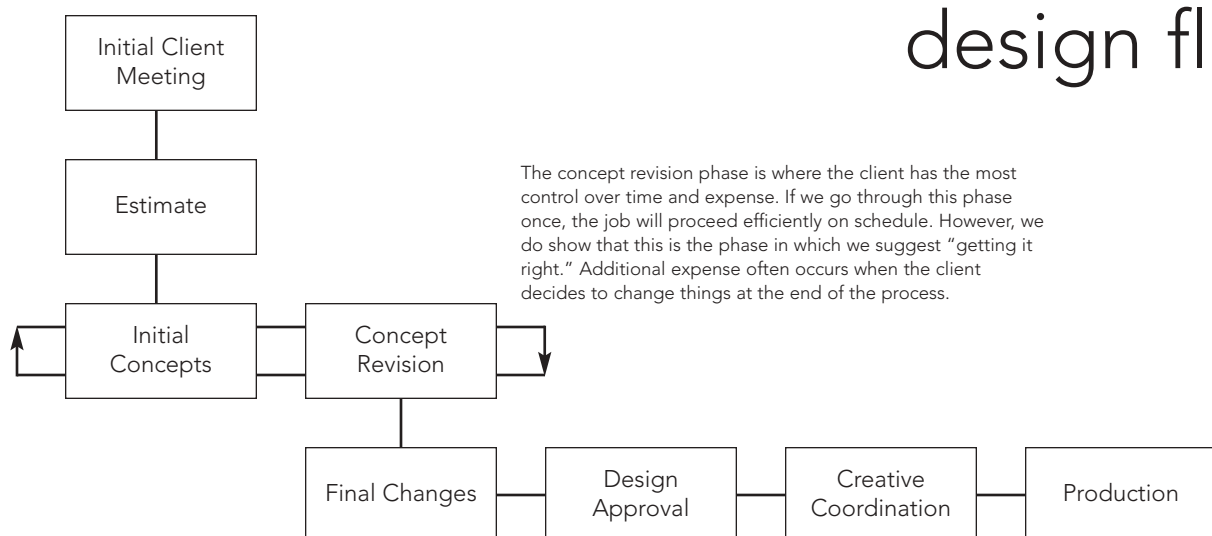 design fl
Initial Client
Meeting
Estimate
The concept revision phase is where the client has the most
control over time and expense. If we go through this phase
once, the job will proceed efficiently on schedule. However, we
do show that this is the phase in which we suggest “getting it
right.” Additional expense often occurs when the client
decides to change things at the end of the process.
Initial
Concepts
Concept
Revision
Final Changes
Design
Approval
Creative
Coordination
Production